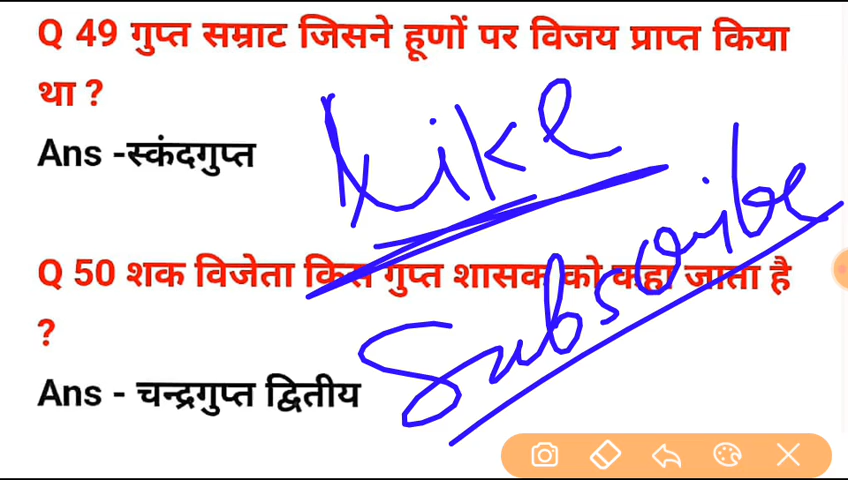 Q 49 गुप्त सम्राट जिसने हूणों पर विजय प्राप्त किया
था ?
Ans -स्कंदगुप्त
Like
Q 50 शक विजेता किस गुप्त शासक को कहा जाता है
?
Subscribe
Ans - चन्द्रगुप्त द्वितीय